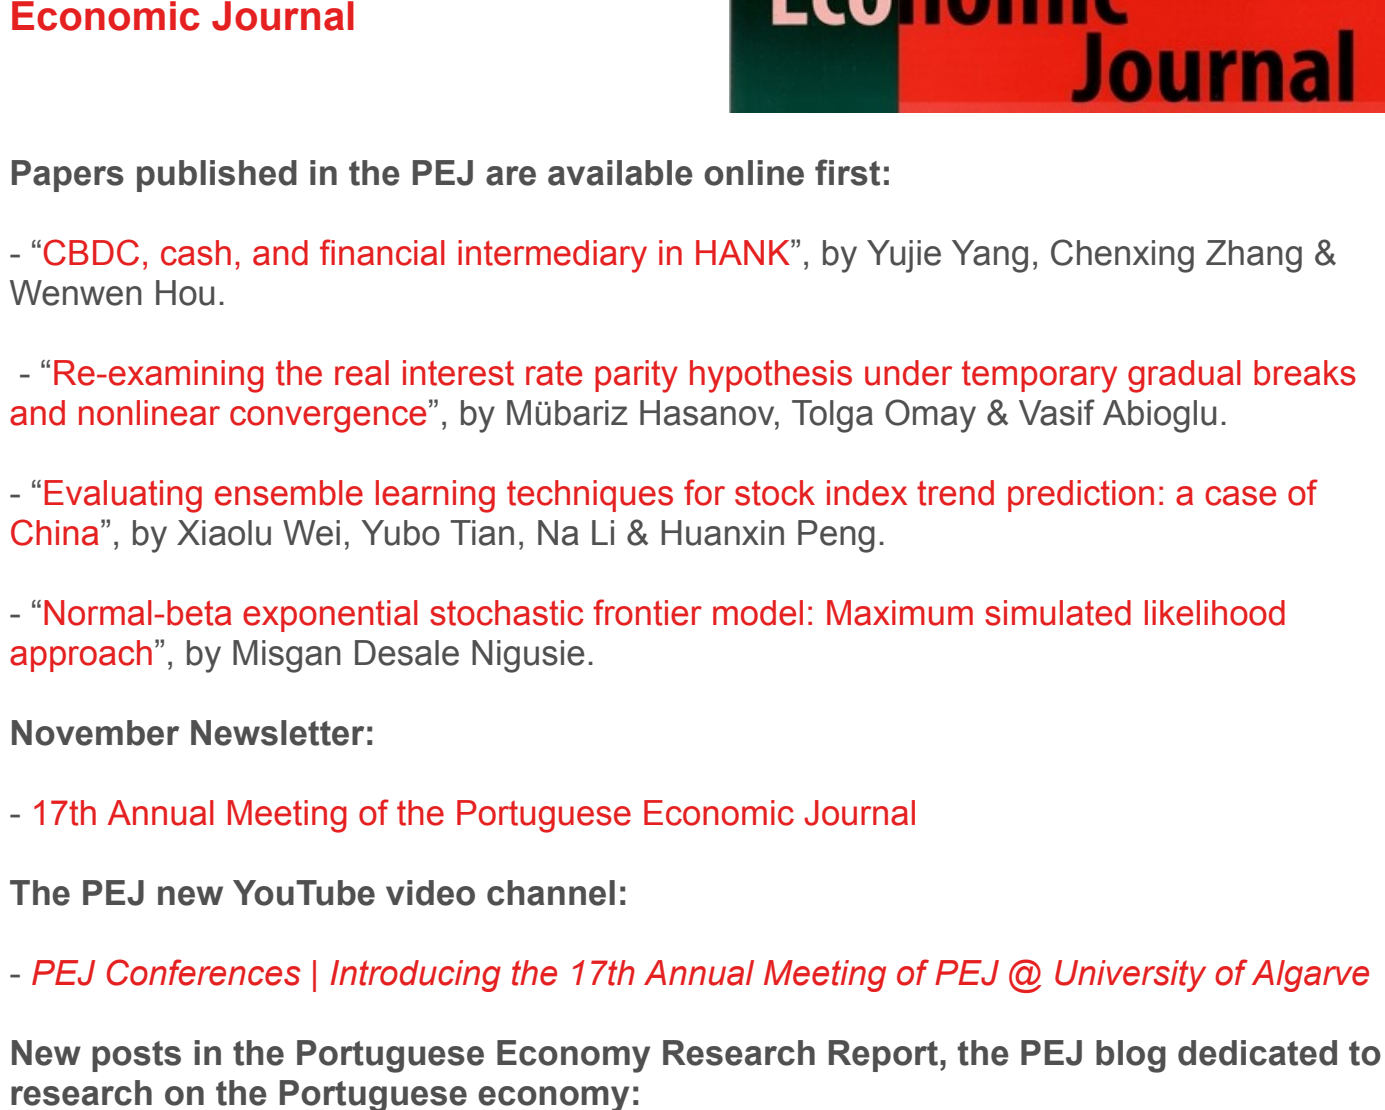 Economic Journal
Economic
Journal
Papers published in the PEJ are available online first:
- “CBDC, cash, and financial intermediary in HANK”, by Yujie Yang, Chenxing Zhang &
Wenwen Hou.
- “Re-examining the real interest rate parity hypothesis under temporary gradual breaks
and nonlinear convergence”, by Mübariz Hasanov, Tolga Omay & Vasif Abioglu.
- “Evaluating ensemble learning techniques for stock index trend prediction: a case of
China”, by Xiaolu Wei, Yubo Tian, Na Li & Huanxin Peng.
- “Normal-beta exponential stochastic frontier model: Maximum simulated likelihood
approach”, by Misgan Desale Nigusie.
November Newsletter:
- 17th Annual Meeting of the Portuguese Economic Journal
The PEJ new YouTube video channel:
- PEJ Conferences | Introducing the 17th Annual Meeting of PEJ @ University of Algarve
New posts in the Portuguese Economy Research Report, the PEJ blog dedicated to
research on the Portuguese economy: